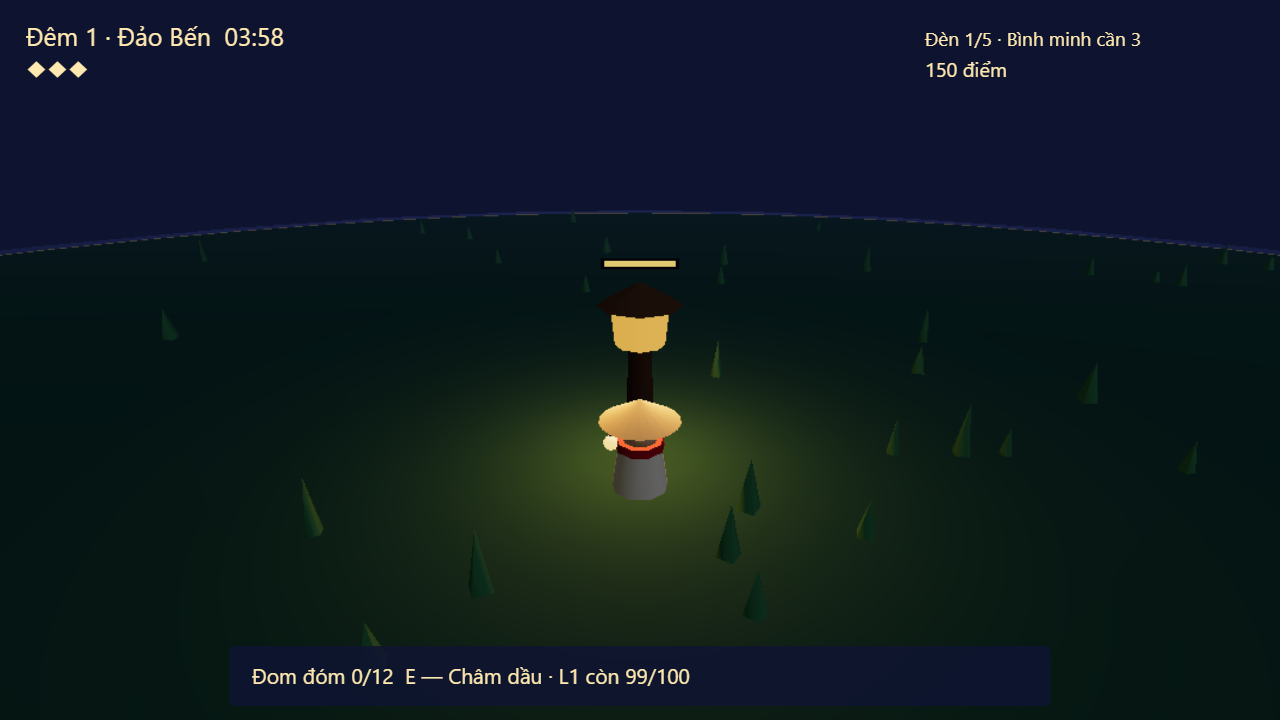 Đêm 1 · Đảo Bến 03:58
Đèn 1/5 · Bình minh cần 3
150 điểm
Đom đóm 0/12 E — Châm dầu · L1 còn 99/100